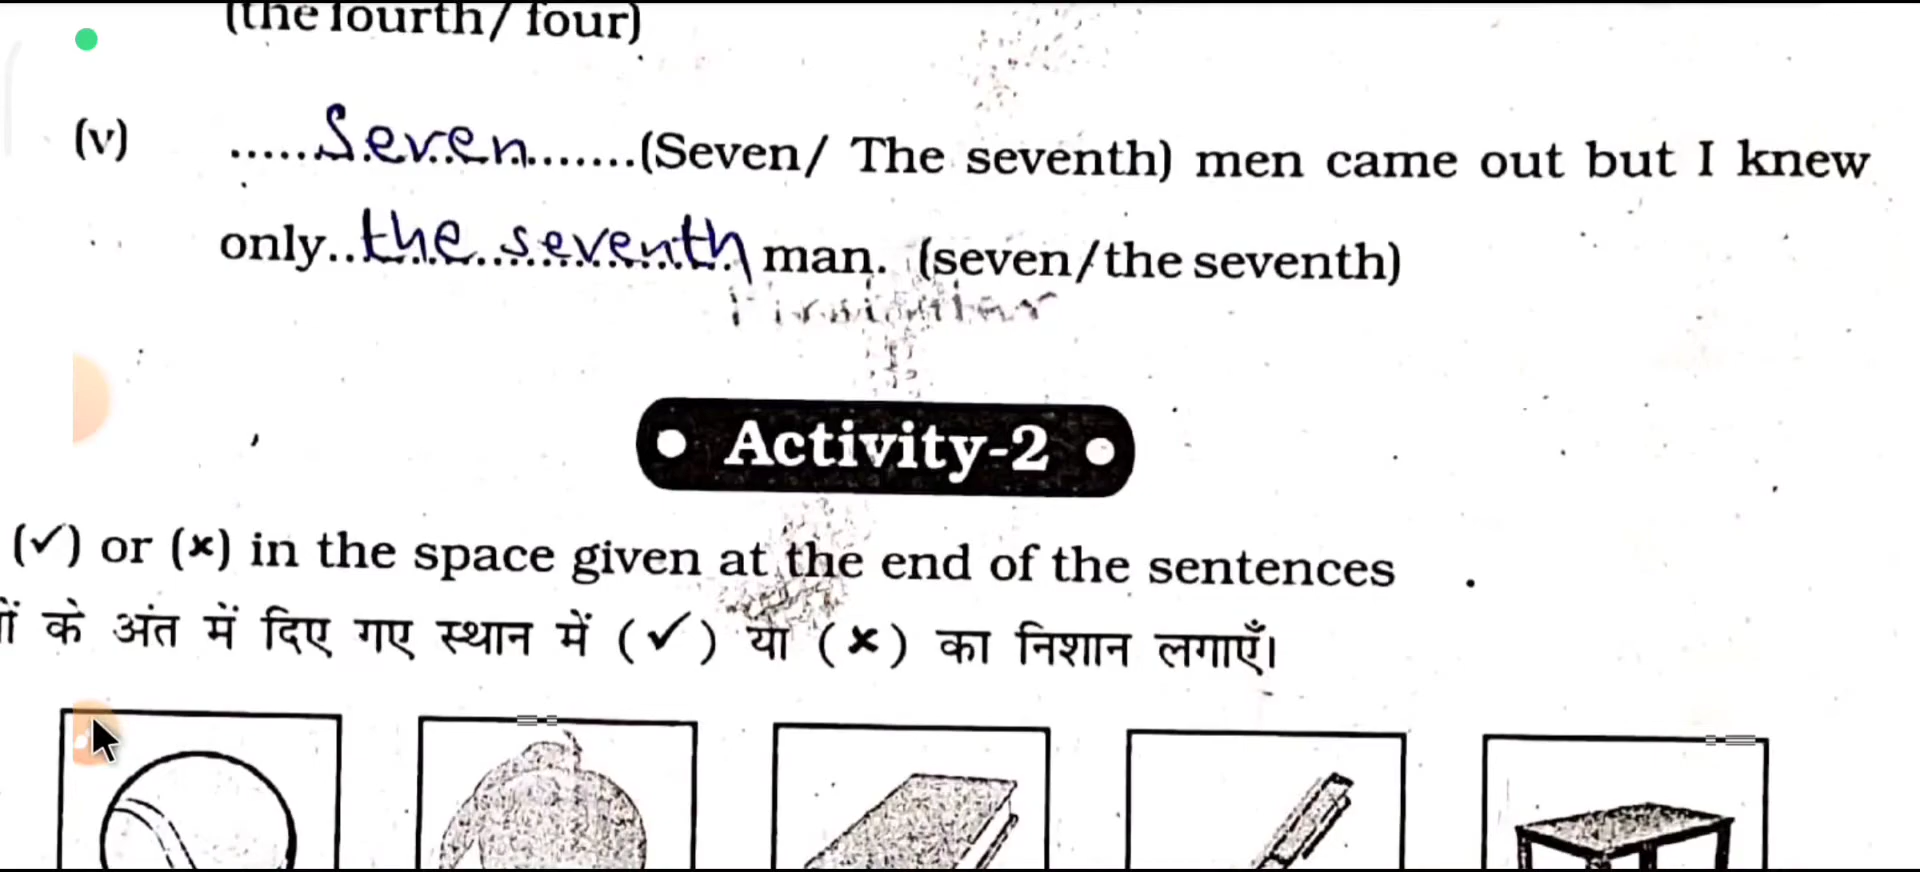 (the fourth/ four)
(v) .....Seven.......(Seven/ The seventh) men came out but I knew
only..the seventh man. (seven/the seventh)
Activity-2
(✓) or (×) in the space given at the end of the sentences
के अंत में दिए गए स्थान में (✓) या (×) का निशान लगाएँ।